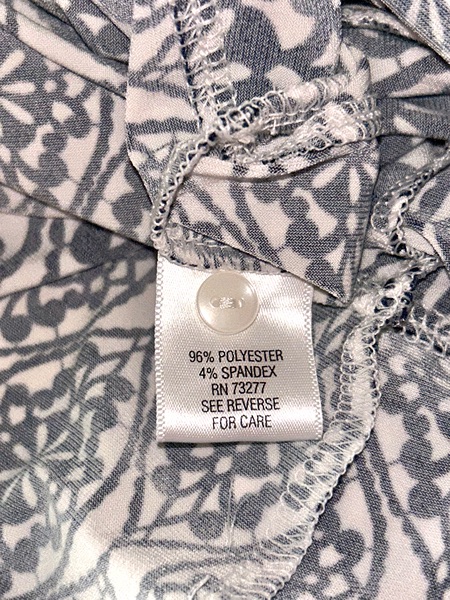 96% POLYESTER
4% SPANDEX
RN 73277
SEE REVERSE
FOR CARE